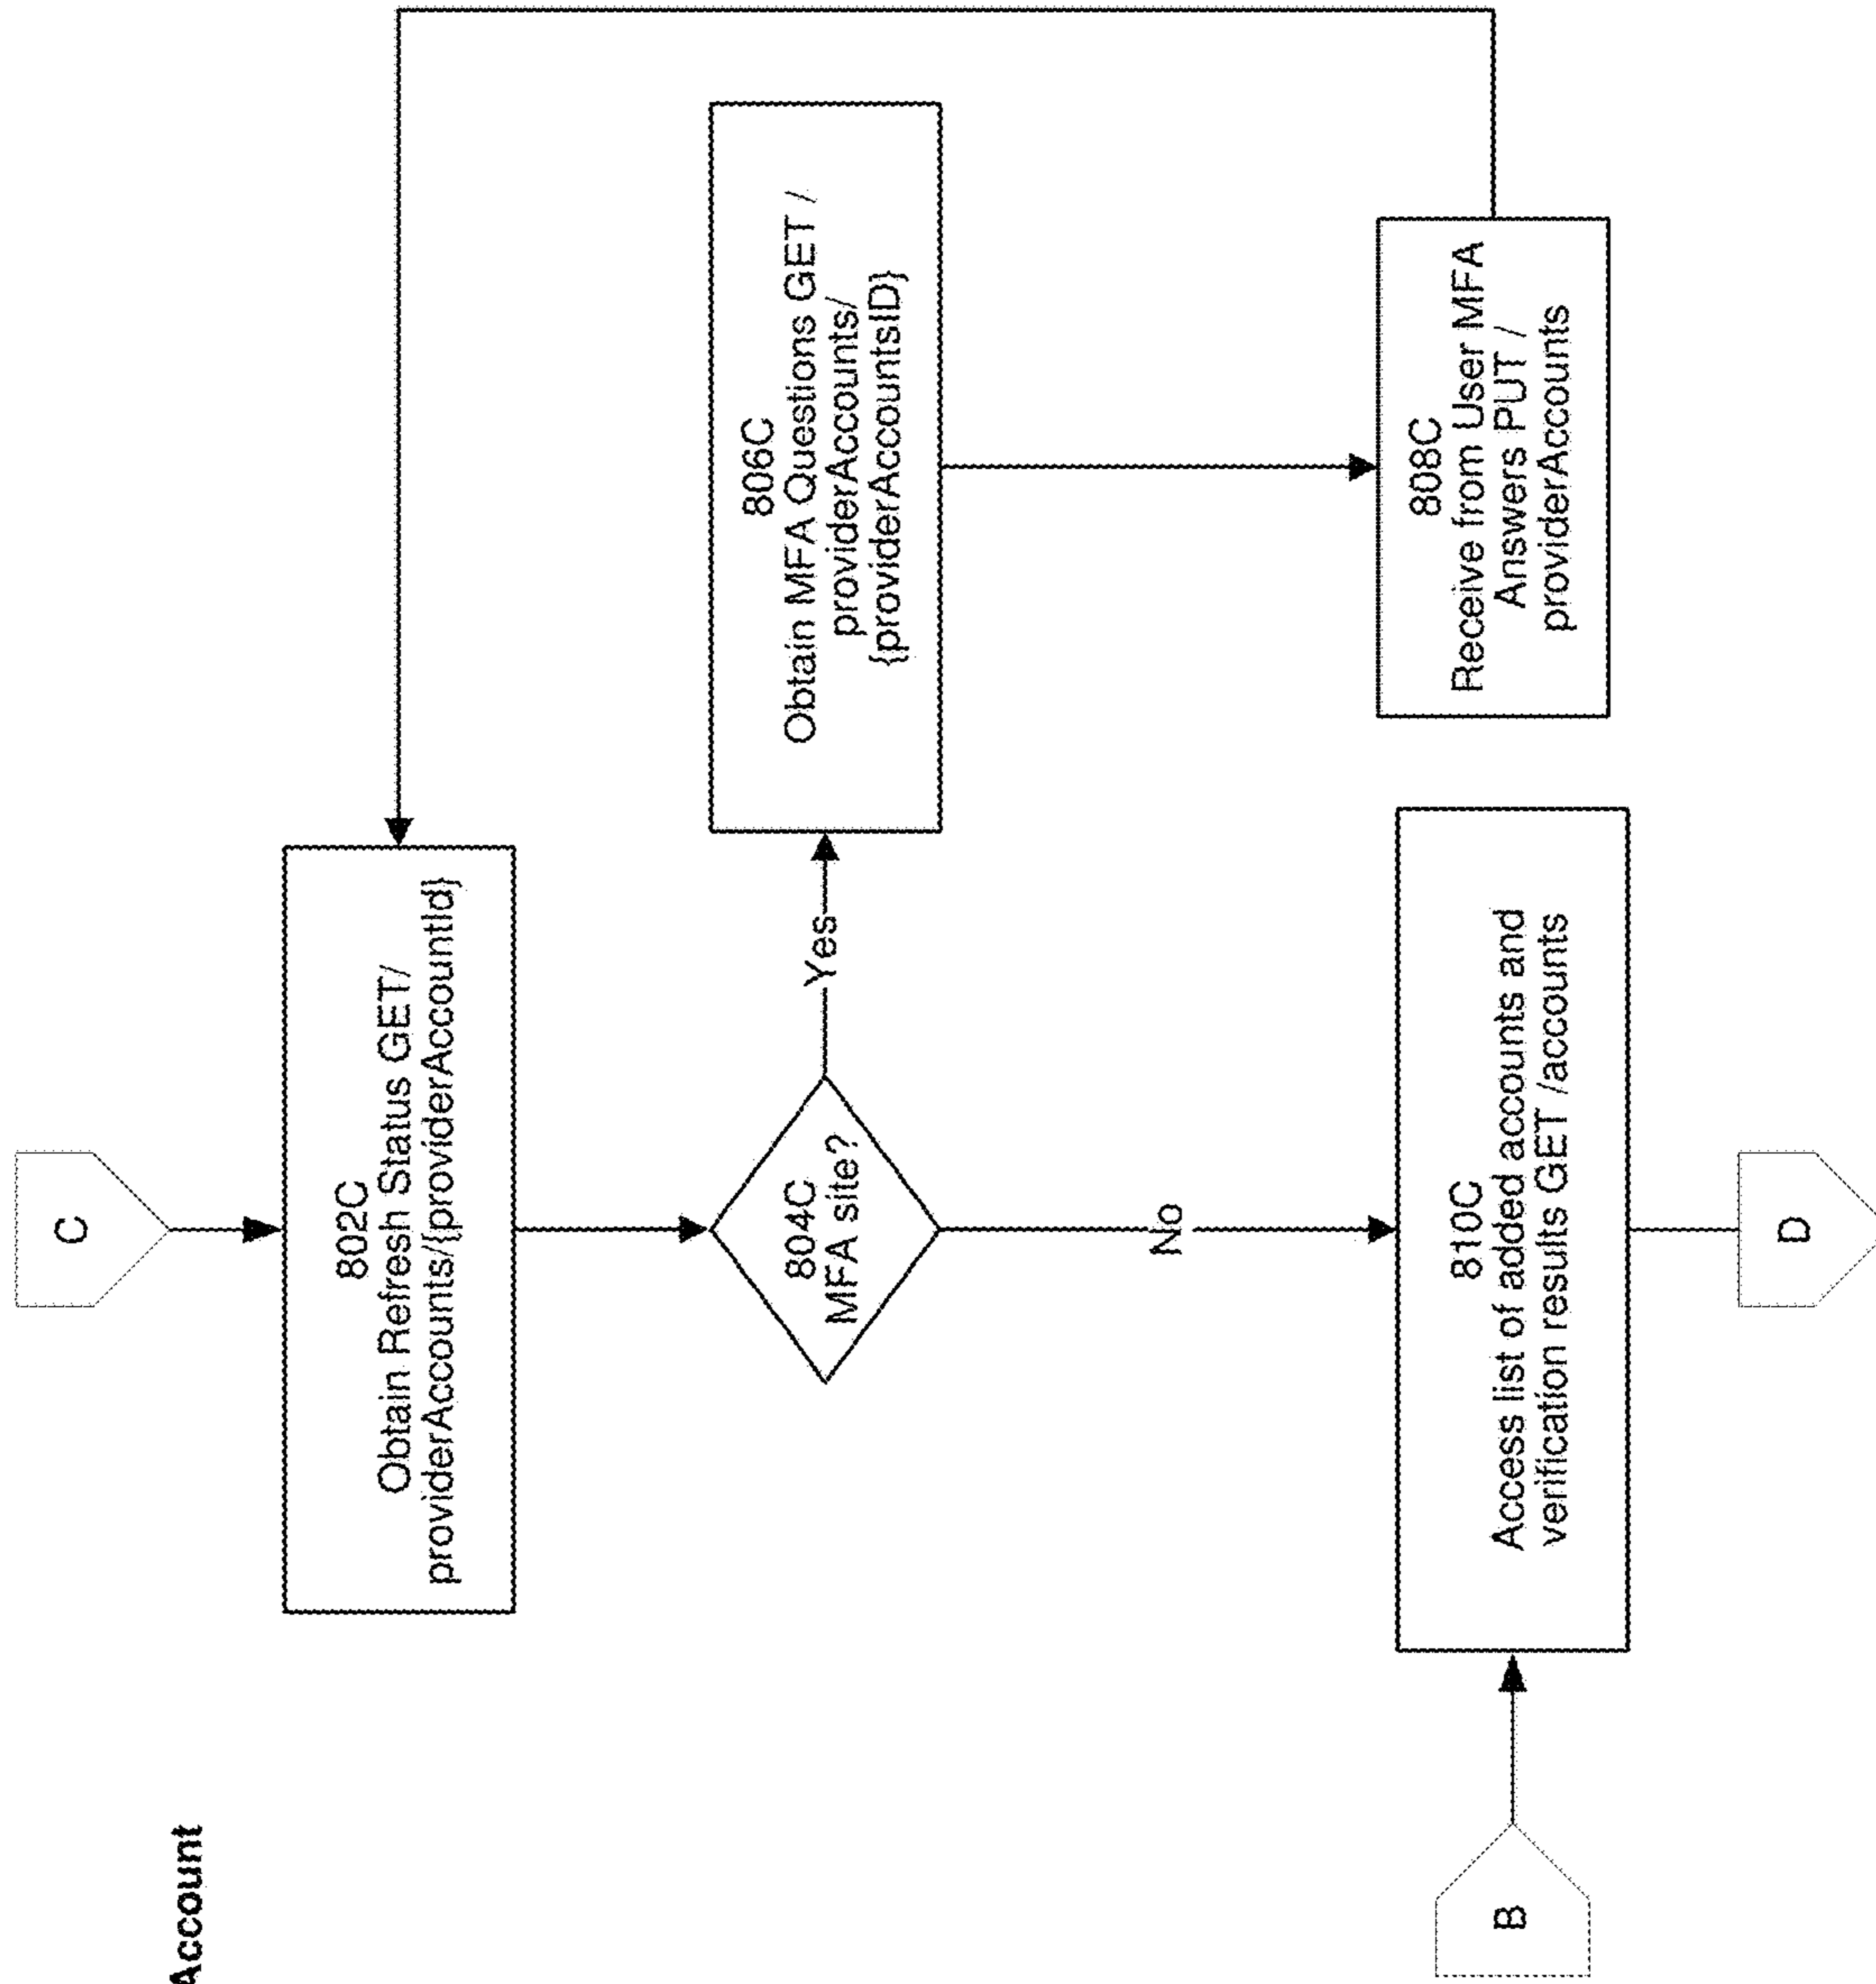 Account
C
802C
Obtain Refresh Status GET/
providerAccounts/{providerAccountId}
804C
MFA site?
Yes
806C
Obtain MFA Questions GET /
providerAccounts/
{providerAccountsID}
808C
Receive from User MFA
Answers PUT /
providerAccounts
No
B
810C
Access list of added accounts and
verification results GET /accounts
D